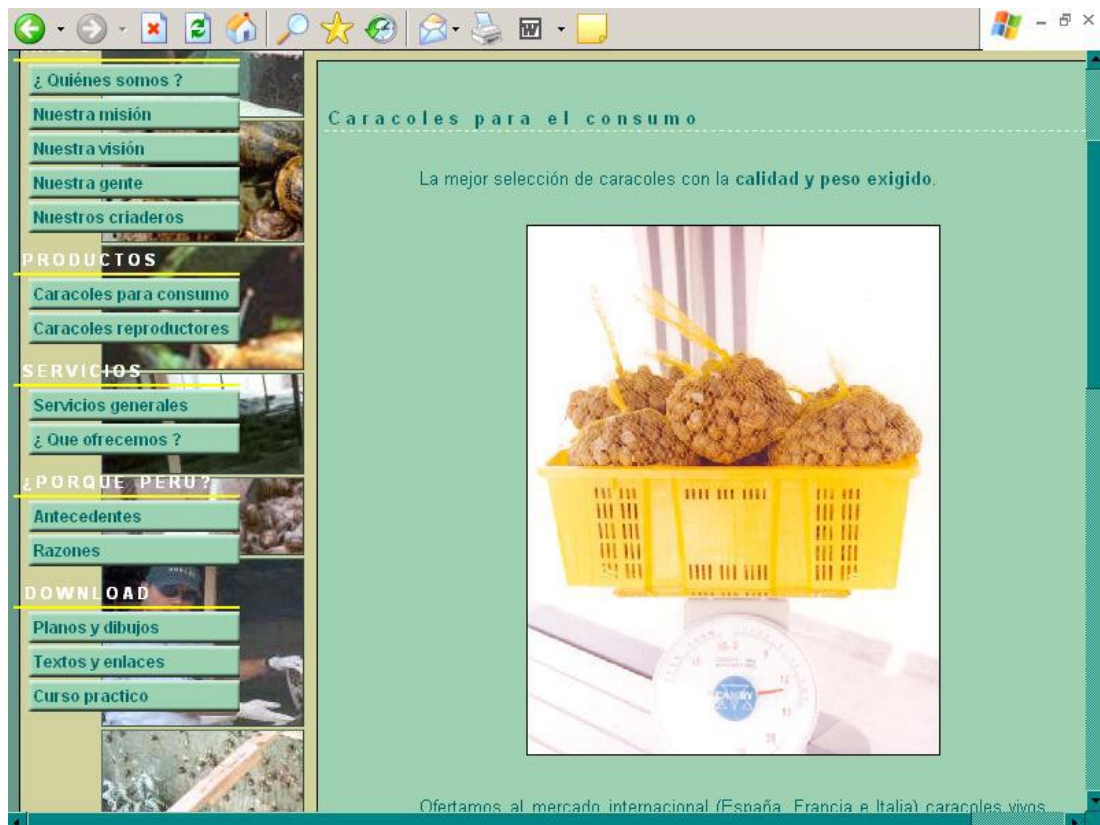 ¿ Quiénes somos ?
Nuestra misión
Nuestra visión
Nuestra gente
Nuestros criaderos
PRODUCTOS
Caracoles para consumo
Caracoles reproductores
SERVICIOS
Servicios generales
¿ Que ofrecemos ?
¿PORQUE PERU?
Antecedentes
Razones
DOWNLOAD
Planos y dibujos
Textos y enlaces
Curso practico
Caracoles para el consumo
La mejor selección de caracoles con la calidad y peso exigido.
CAMRY
Ofertamos al mercado internacional (España, Francia e Italia) caracoles vivos